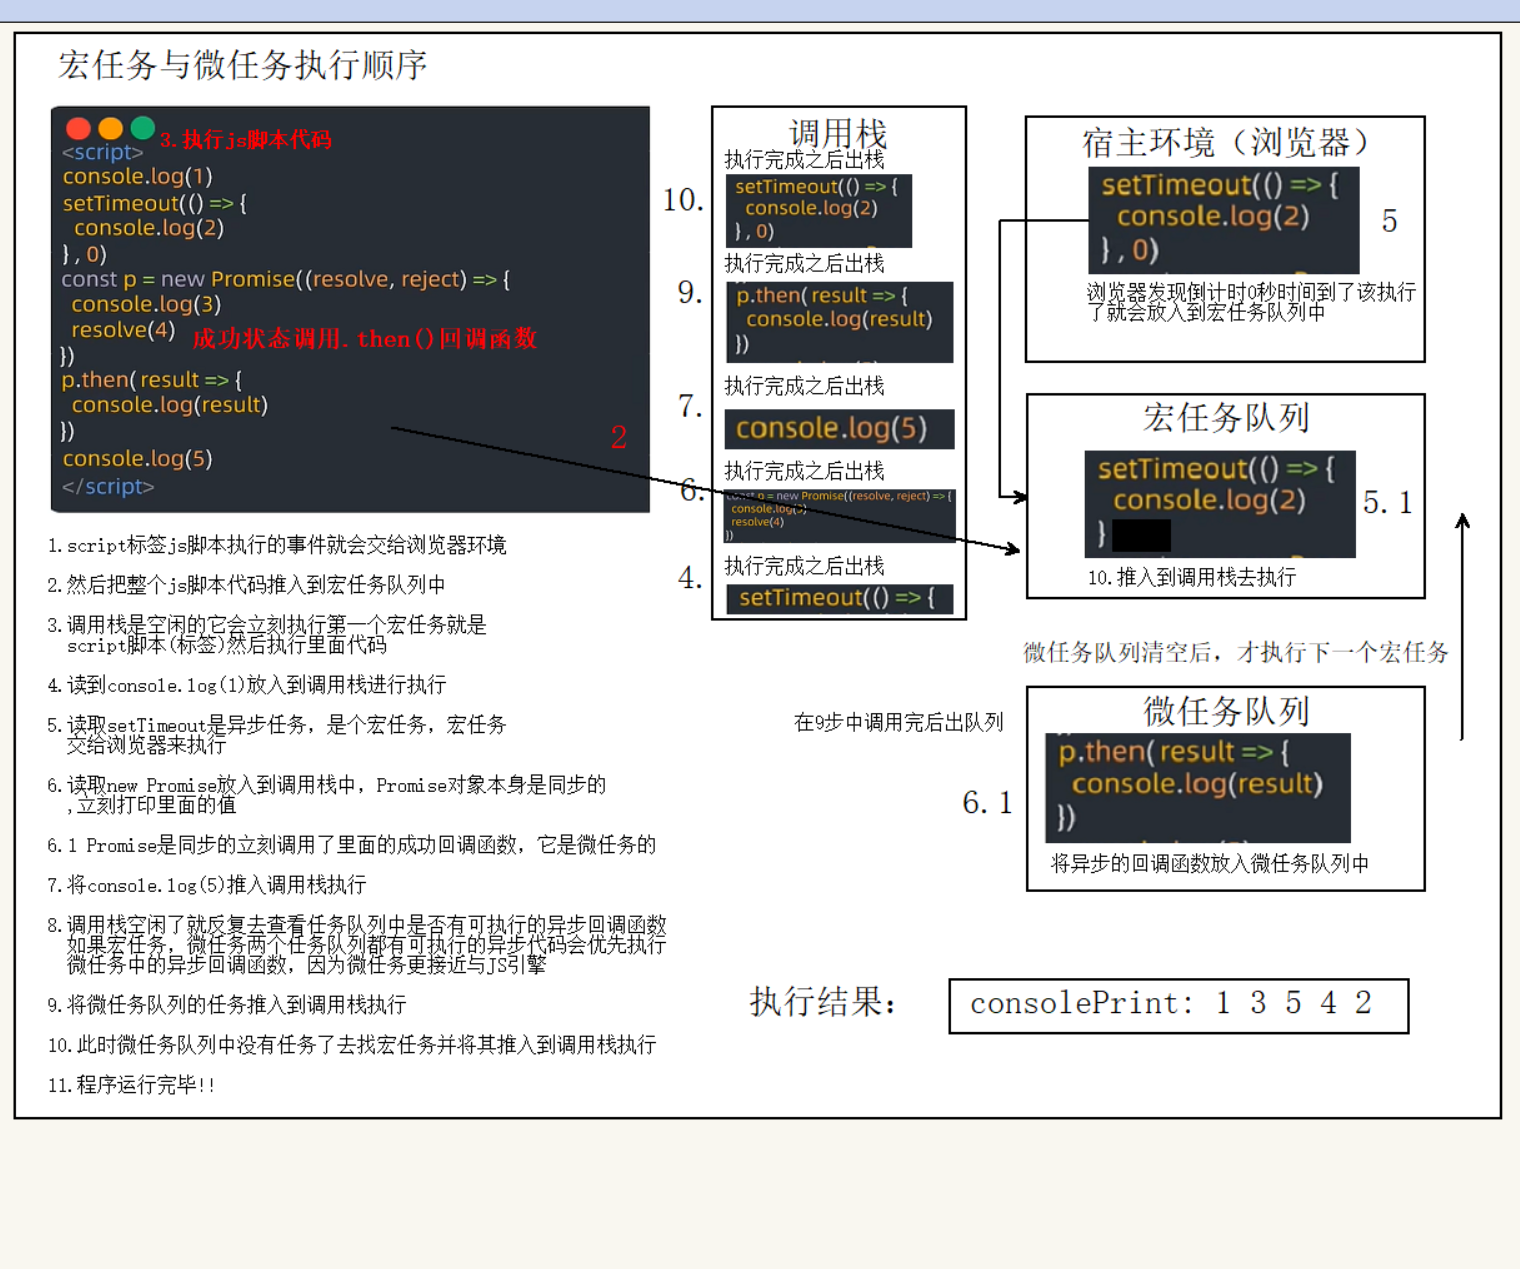 宏任务与微任务执行顺序
3.执行js脚本代码
<script>
console.log(1)
setTimeout(() => {
console.log(2)
} , 0)
const p = new Promise((resolve, reject) => {
console.log(3)
resolve(4)
成功状态调用.then()回调函数
})
p.then( result => {
console.log(result)
})
console.log(5)
</script>
2
1.script标签js脚本执行的事件就会交给浏览器环境
2.然后把整个js脚本代码推入到宏任务队列中
3.调用栈是空闲的它会立刻执行第一个宏任务就是
script脚本(标签)然后执行里面代码
4.读到console.log(1)放入到调用栈进行执行
5.读取setTimeout是异步任务，是个宏任务，宏任务
交给浏览器来执行
6.读取new Promise放入到调用栈中，Promise对象本身是同步的
,立刻打印里面的值
6.1 Promise是同步的立刻调用了里面的成功回调函数，它是微任务的
7.将console.log(5)推入调用栈执行
8.调用栈空闲了就反复去查看任务队列中是否有可执行的异步回调函数
如果宏任务，微任务两个任务队列都有可执行的异步代码会优先执行
微任务中的异步回调函数，因为微任务更接近与JS引擎
9.将微任务队列的任务推入到调用栈执行
10.此时微任务队列中没有任务了去找宏任务并将其推入到调用栈执行
11.程序运行完毕!!
调用栈
执行完成之后出栈
10.
setTimeout(() => {
console.log(2)
} , 0)
执行完成之后出栈
9.
p.then( result => {
console.log(result)
})
执行完成之后出栈
7.
console.log(5)
执行完成之后出栈
6.
const p = new Promise((resolve, reject) => {
console.log(3)
resolve(4)
})
执行完成之后出栈
4.
setTimeout(() => {
宿主环境（浏览器）
setTimeout(() => {
console.log(2)
} , 0)
5
浏览器发现倒计时0秒时间到了该执行
了就会放入到宏任务队列中
宏任务队列
setTimeout(() => {
console.log(2)
}
5.1
10.推入到调用栈去执行
微任务队列清空后，才执行下一个宏任务
微任务队列
在9步中调用完后出队列
p.then( result => {
console.log(result)
})
6.1
将异步的回调函数放入微任务队列中
执行结果：
consolePrint: 1 3 5 4 2